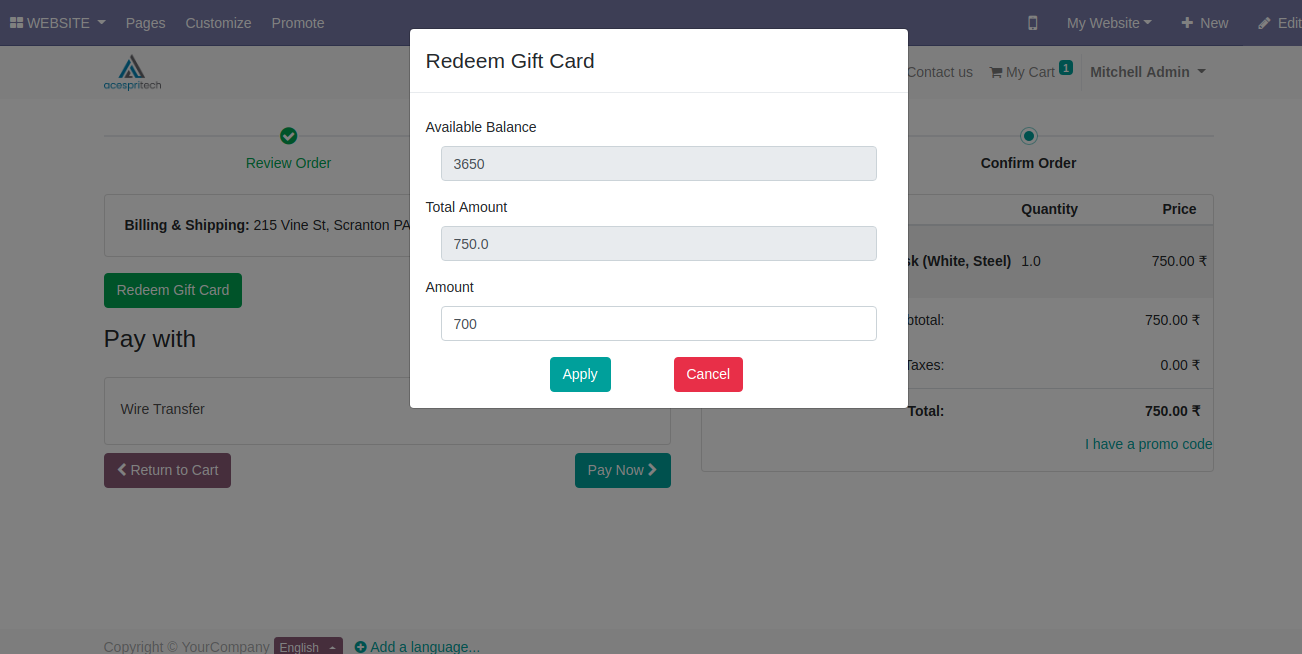 WEBSITE Pages Customize Promote My Website New Edit
acespritech
Contact us My Cart 1 Mitchell Admin
Redeem Gift Card
Available Balance
3650
Total Amount
750.0
Amount
700
Apply Cancel
Review Order
Confirm Order
Billing & Shipping: 215 Vine St, Scranton PA
Redeem Gift Card
Pay with
Wire Transfer
Return to Cart Pay Now
Quantity Price
(White, Steel) 1.0 750.00 ₹
750.00 ₹
Taxes: 0.00 ₹
Total: 750.00 ₹
I have a promo code
Copyright © YourCompany English Add a language...